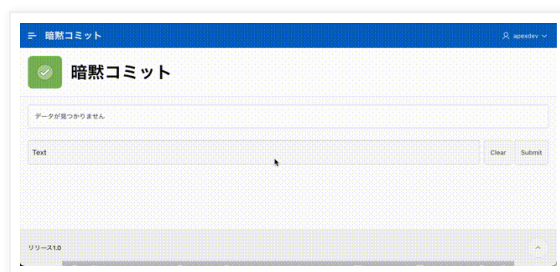 暗黙コミット
apexdev
暗黙コミット
データが見つかりません
Text
Clear
Submit
リリース1.0